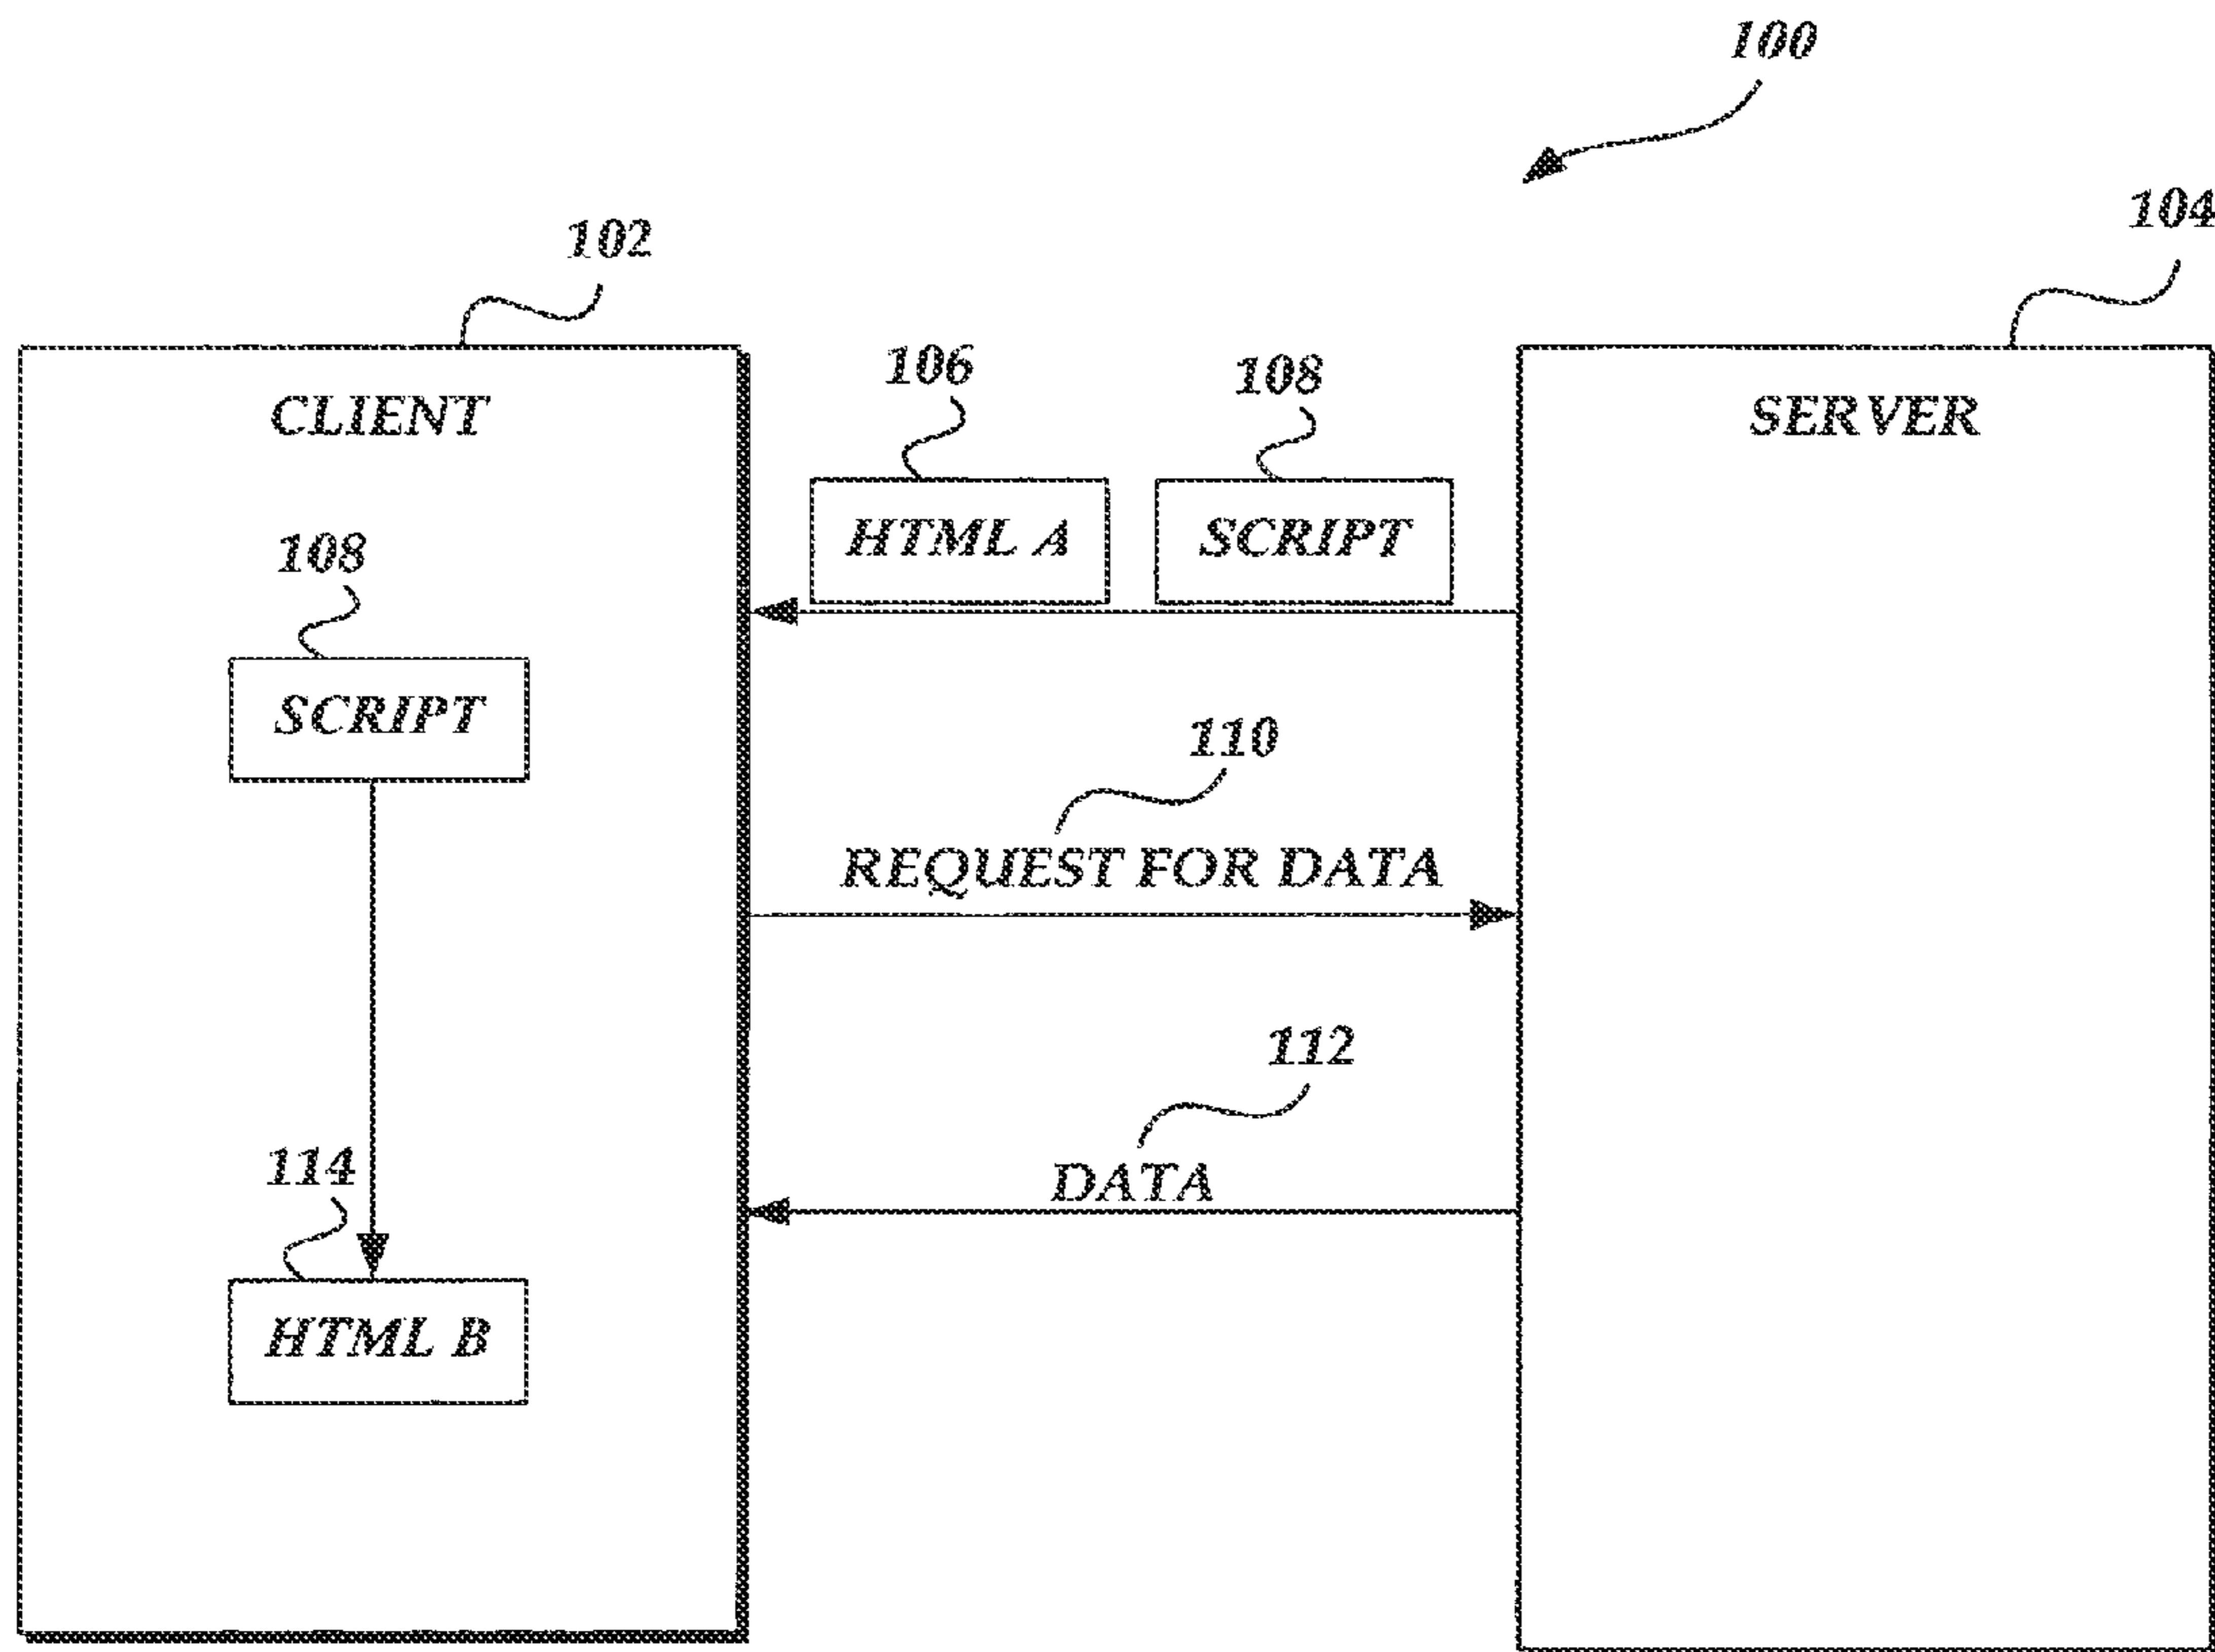 100
104
102
CLIENT
106
108
SERVER
HTML A
SCRIPT
108
SCRIPT
110
REQUEST FOR DATA
112
114
DATA
HTML B